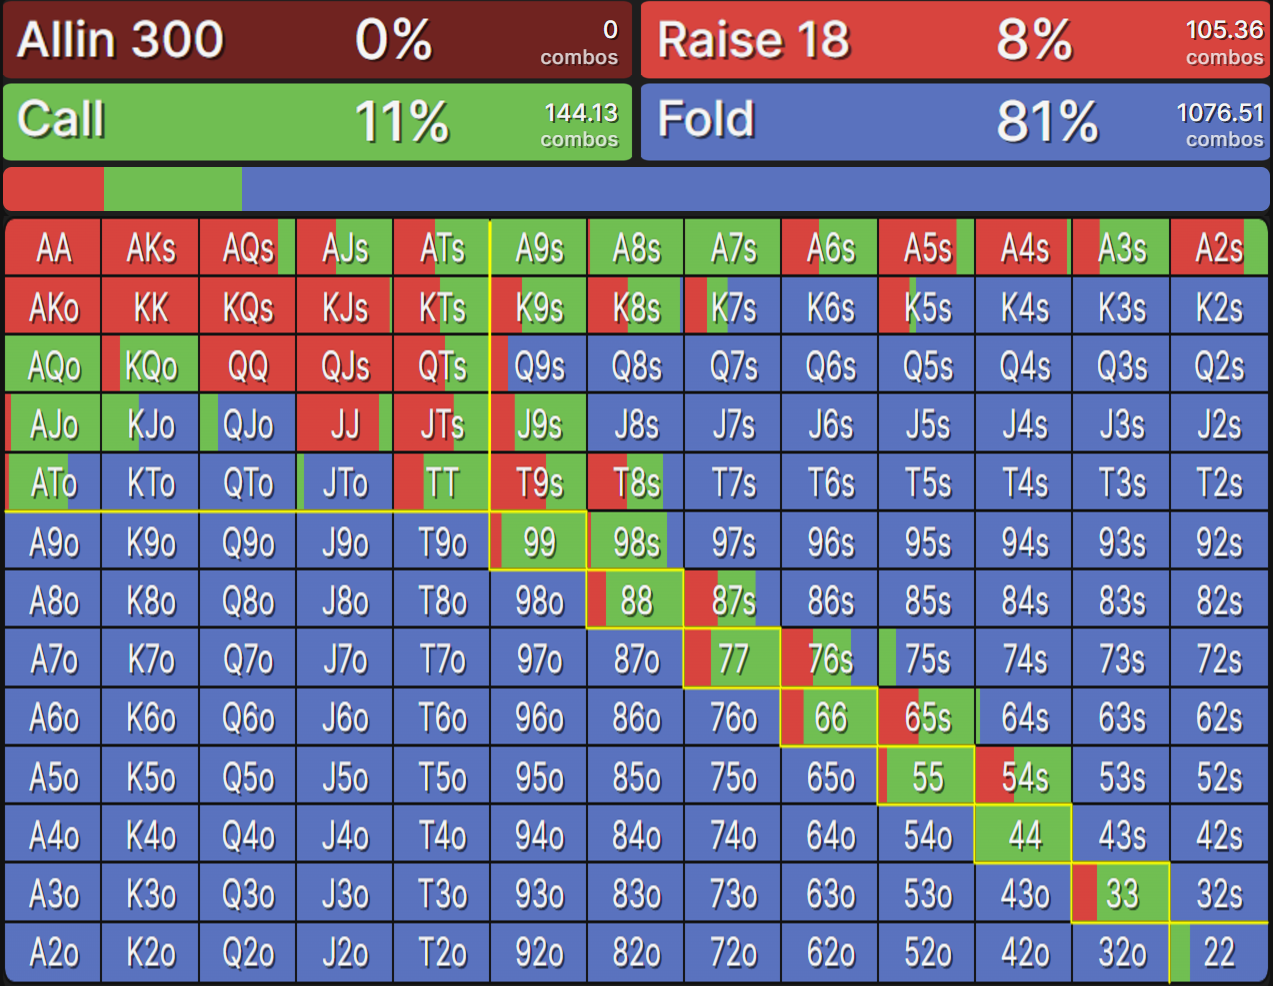 Allin 300 0% 0 combos Raise 18 8% 105.36 combos
Call 11% 144.13 combos Fold 81% 1076.51 combos
AA AKs AQs AJs ATs A9s A8s A7s A6s A5s A4s A3s A2s
AKo KK KQs KJs KTs K9s K8s K7s K6s K5s K4s K3s K2s
AQo KQo QQ QJs QTs Q9s Q8s Q7s Q6s Q5s Q4s Q3s Q2s
AJo KJo QJo JJ JTs J9s J8s J7s J6s J5s J4s J3s J2s
ATo KTo QTo JTo TT T9s T8s T7s T6s T5s T4s T3s T2s
A9o K9o Q9o J9o T9o 99 98s 97s 96s 95s 94s 93s 92s
A8o K8o Q8o J8o T8o 98o 88 87s 86s 85s 84s 83s 82s
A7o K7o Q7o J7o T7o 97o 87o 77 76s 75s 74s 73s 72s
A6o K6o Q6o J6o T6o 96o 86o 76o 66 65s 64s 63s 62s
A5o K5o Q5o J5o T5o 95o 85o 75o 65o 55 54s 53s 52s
A4o K4o Q4o J4o T4o 94o 84o 74o 64o 54o 44 43s 42s
A3o K3o Q3o J3o T3o 93o 83o 73o 63o 53o 43o 33 32s
A2o K2o Q2o J2o T2o 92o 82o 72o 62o 52o 42o 32o 22